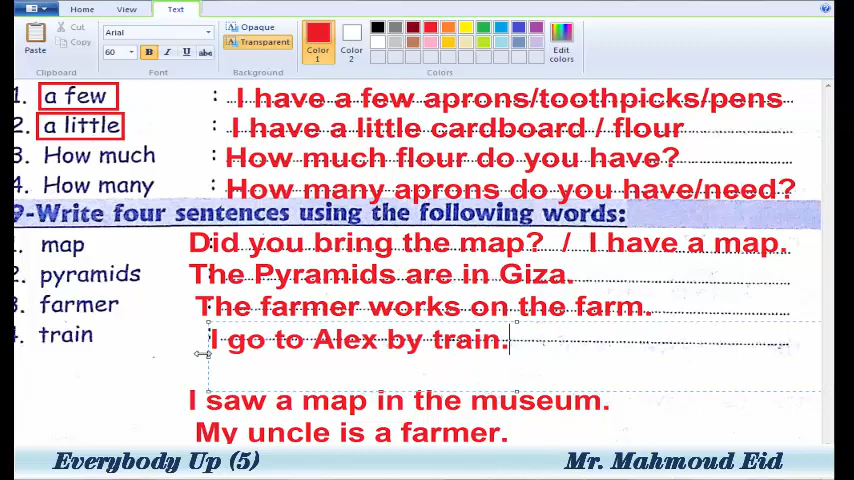 Home View Text
Paste Cut Copy Arial 60 B I U abc Opaque Transparent Color 1 Color 2 Edit colors
Clipboard Font Background Colors
1. a few : I have a few aprons/toothpicks/pens
2. a little : I have a little cardboard / flour
3. How much : How much flour do you have?
4. How many : How many aprons do you have/need?
9-Write four sentences using the following words:
1. map Did you bring the map? / I have a map.
2. pyramids : The Pyramids are in Giza.
3. farmer : The farmer works on the farm.
4. train : I go to Alex by train.
I saw a map in the museum.
My uncle is a farmer.
Everybody Up (5) Mr. Mahmoud Eid